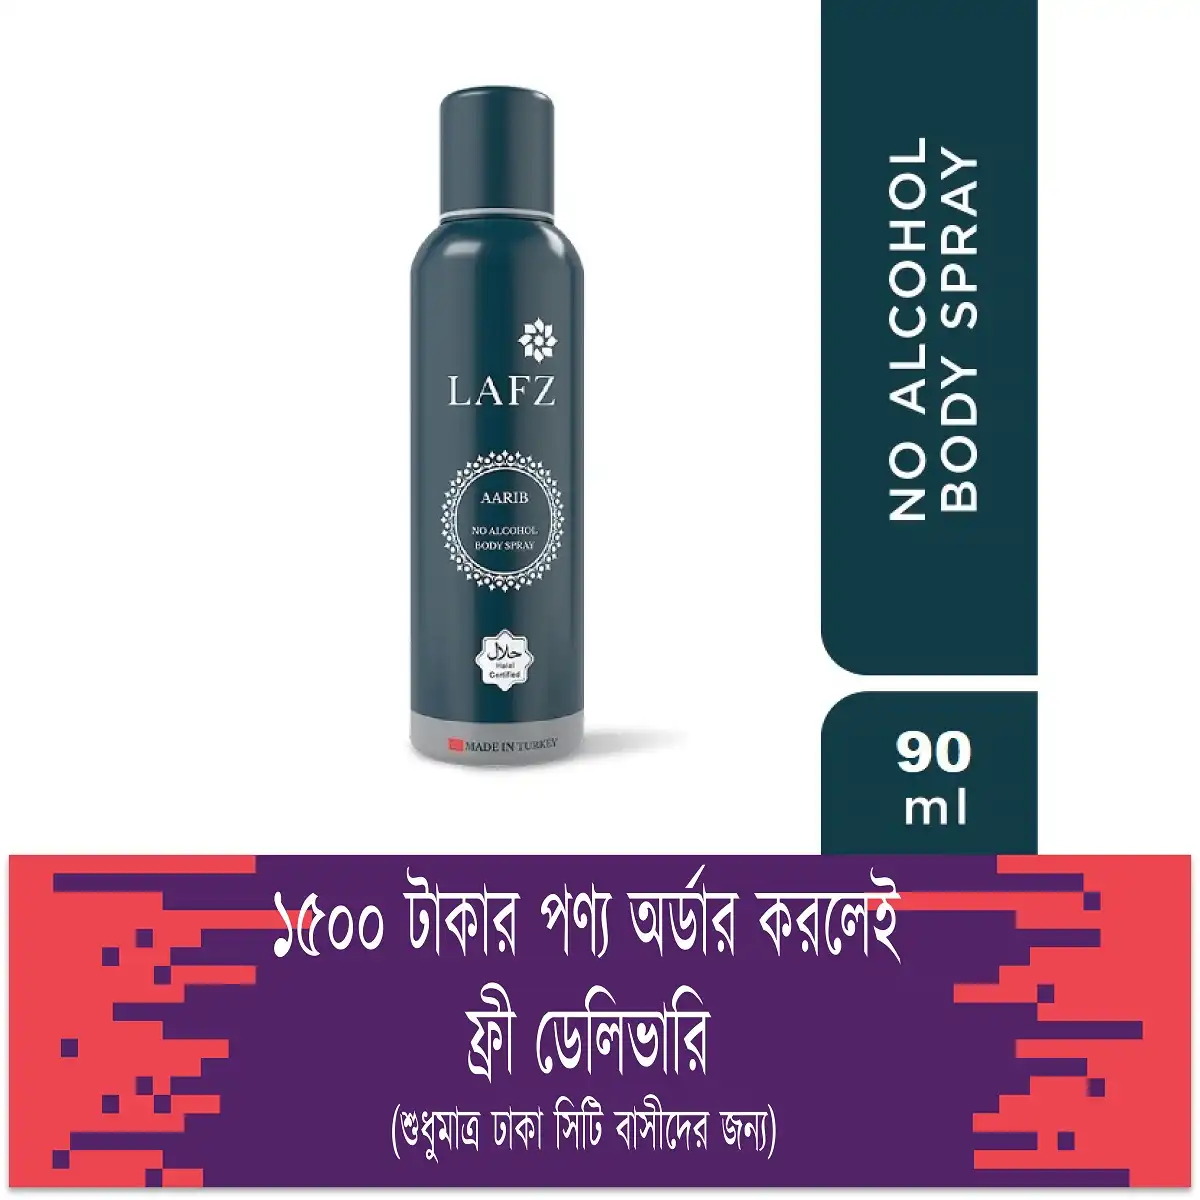 LAFZ
AARIB
NO ALCOHOL
BODY SPRAY
حلال
Halal
Certified
MADE IN TURKEY
NO ALCOHOL
BODY SPRAY
90
ml
১৫০০ টাকার পণ্য অর্ডার করলেই
ফ্রী ডেলিভারি
(শুধুমাত্র ঢাকা সিটি বাসীদের জন্য)